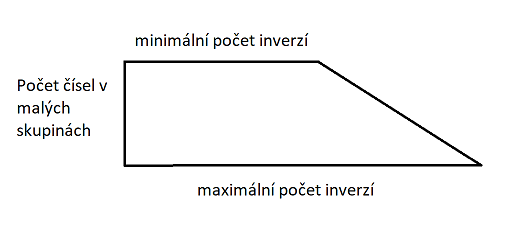 minimální počet inverzí
Počet čísel v
malých
skupinách
maximální počet inverzí